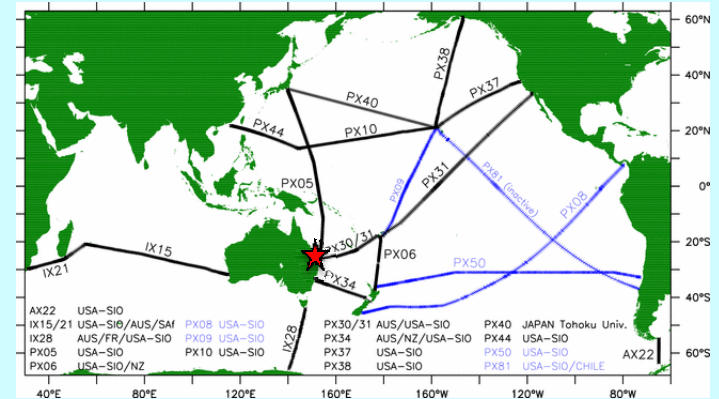 60°N
PX38
40°N
PX37
PX40
20°N
PX44
PX10
PX81 (inactive)
PX31
PX05
PX09
PX08
0°
PX30/31
20°S
IX15
PX06
PX50
IX21
PX34
40°S
AX22 USA-SIO
IX15/21 USA-SIO/AUS/SAf PX08 USA-SIO PX30/31 AUS/USA-SIO PX40 JAPAN Tohoku Univ.
IX28 AUS/FR/USA-SIO PX09 USA-SIO PX34 AUS/NZ/USA-SIO PX44 USA-SIO
PX05 USA-SIO PX10 USA-SIO PX37 USA-SIO PX50 USA-SIO
PX06 USA-SIO/NZ PX38 USA-SIO PX81 USA-SIO/CHILE
IX28
AX22
60°S
40°E 80°E 120°E 160°E 160°W 120°W 80°W